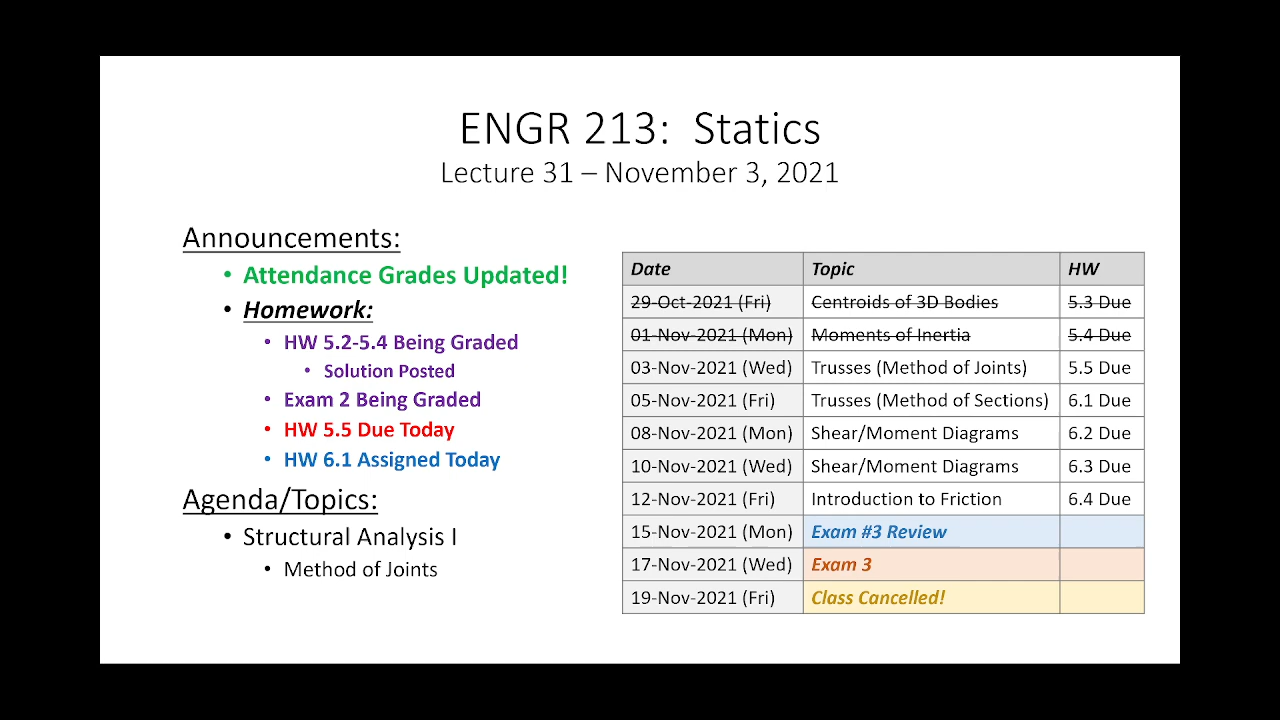 ENGR 213:  Statics
Lecture 31 – November 3, 2021
Announcements:
• Attendance Grades Updated!
• Homework:
• HW 5.2-5.4 Being Graded
• Solution Posted
• Exam 2 Being Graded
• HW 5.5 Due Today
• HW 6.1 Assigned Today
Agenda/Topics:
• Structural Analysis I
• Method of Joints
Date Topic HW
29-Oct-2021 (Fri) Centroids of 3D Bodies 5.3 Due
01-Nov-2021 (Mon) Moments of Inertia 5.4 Due
03-Nov-2021 (Wed) Trusses (Method of Joints) 5.5 Due
05-Nov-2021 (Fri) Trusses (Method of Sections) 6.1 Due
08-Nov-2021 (Mon) Shear/Moment Diagrams 6.2 Due
10-Nov-2021 (Wed) Shear/Moment Diagrams 6.3 Due
12-Nov-2021 (Fri) Introduction to Friction 6.4 Due
15-Nov-2021 (Mon) Exam #3 Review
17-Nov-2021 (Wed) Exam 3
19-Nov-2021 (Fri) Class Cancelled!